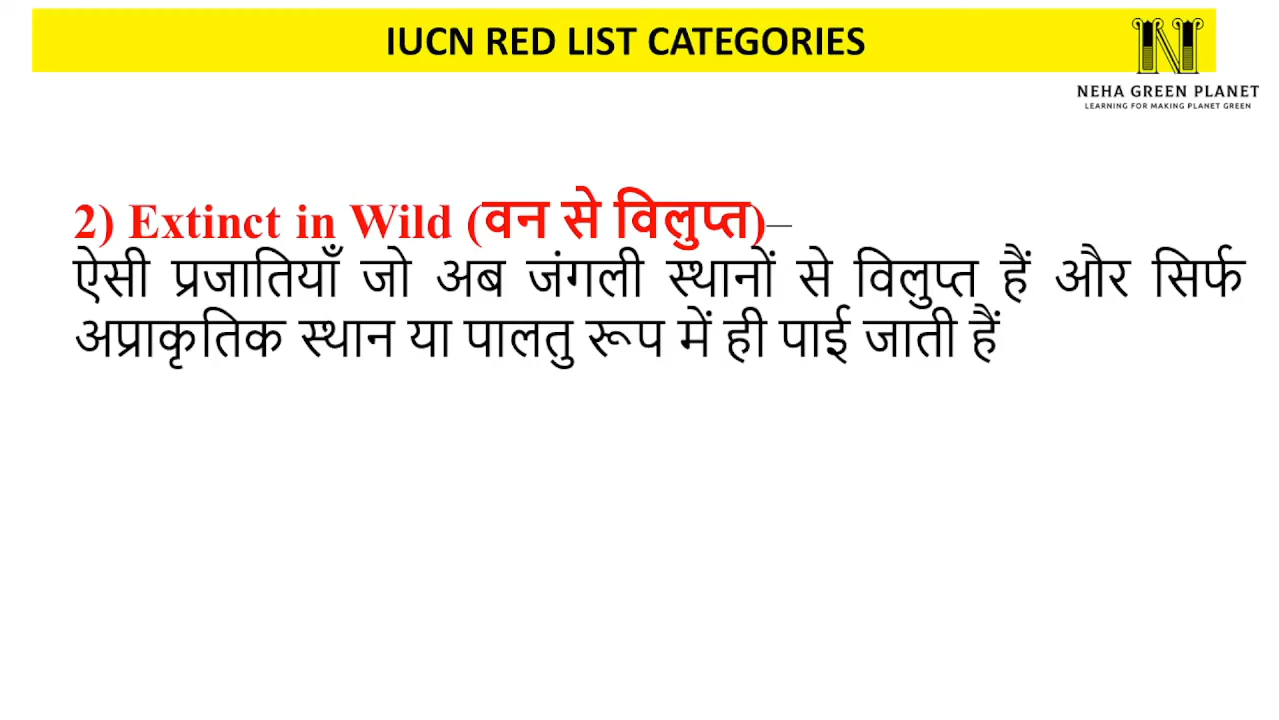 IUCN RED LIST CATEGORIES
N
NEHA GREEN PLANET
LEARNING FOR MAKING PLANET GREEN
2) Extinct in Wild (वन से विलुप्त)–
ऐसी प्रजातियाँ जो अब जंगली स्थानों से विलुप्त हैं और सिर्फ
अप्राकृतिक स्थान या पालतु रूप में ही पाई जाती हैं